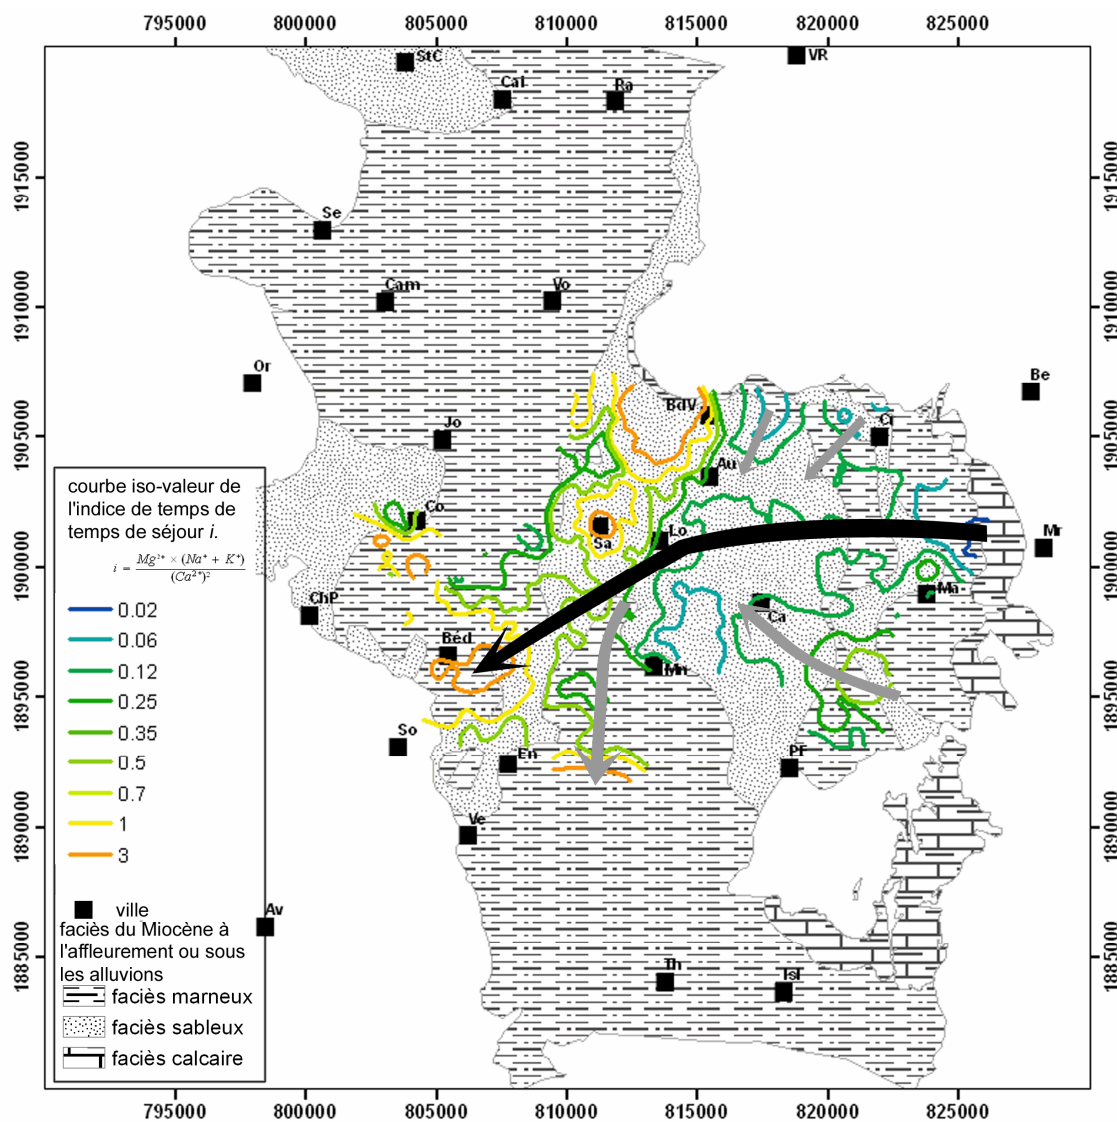 795000 800000 805000 810000 815000 820000 825000
StC
VR
Cal
Ra
1915000
1915000
Se
Cam
Vo
1910000
1910000
Or
Be
BdV
Jo
Cr
1905000
1905000
Au
courbe iso-valeur de
l'indice de temps de
temps de séjour i.
i = Mg²⁺ × (Na⁺ + K⁺) / (Ca²⁺)²
Co
Sa
Lo
Mr
1900000
1900000
Ma
ChP
Ca
0.02
0.06
0.12
0.25
0.35
0.5
0.7
1
3
Bed
Mn
1895000
1895000
So
En
PF
Ve
1890000
1890000
ville
Av
faciès du Miocène à
l'affleurement ou sous
les alluvions
faciès marneux
faciès sableux
faciès calcaire
1885000
1885000
Th
IsI
795000 800000 805000 810000 815000 820000 825000